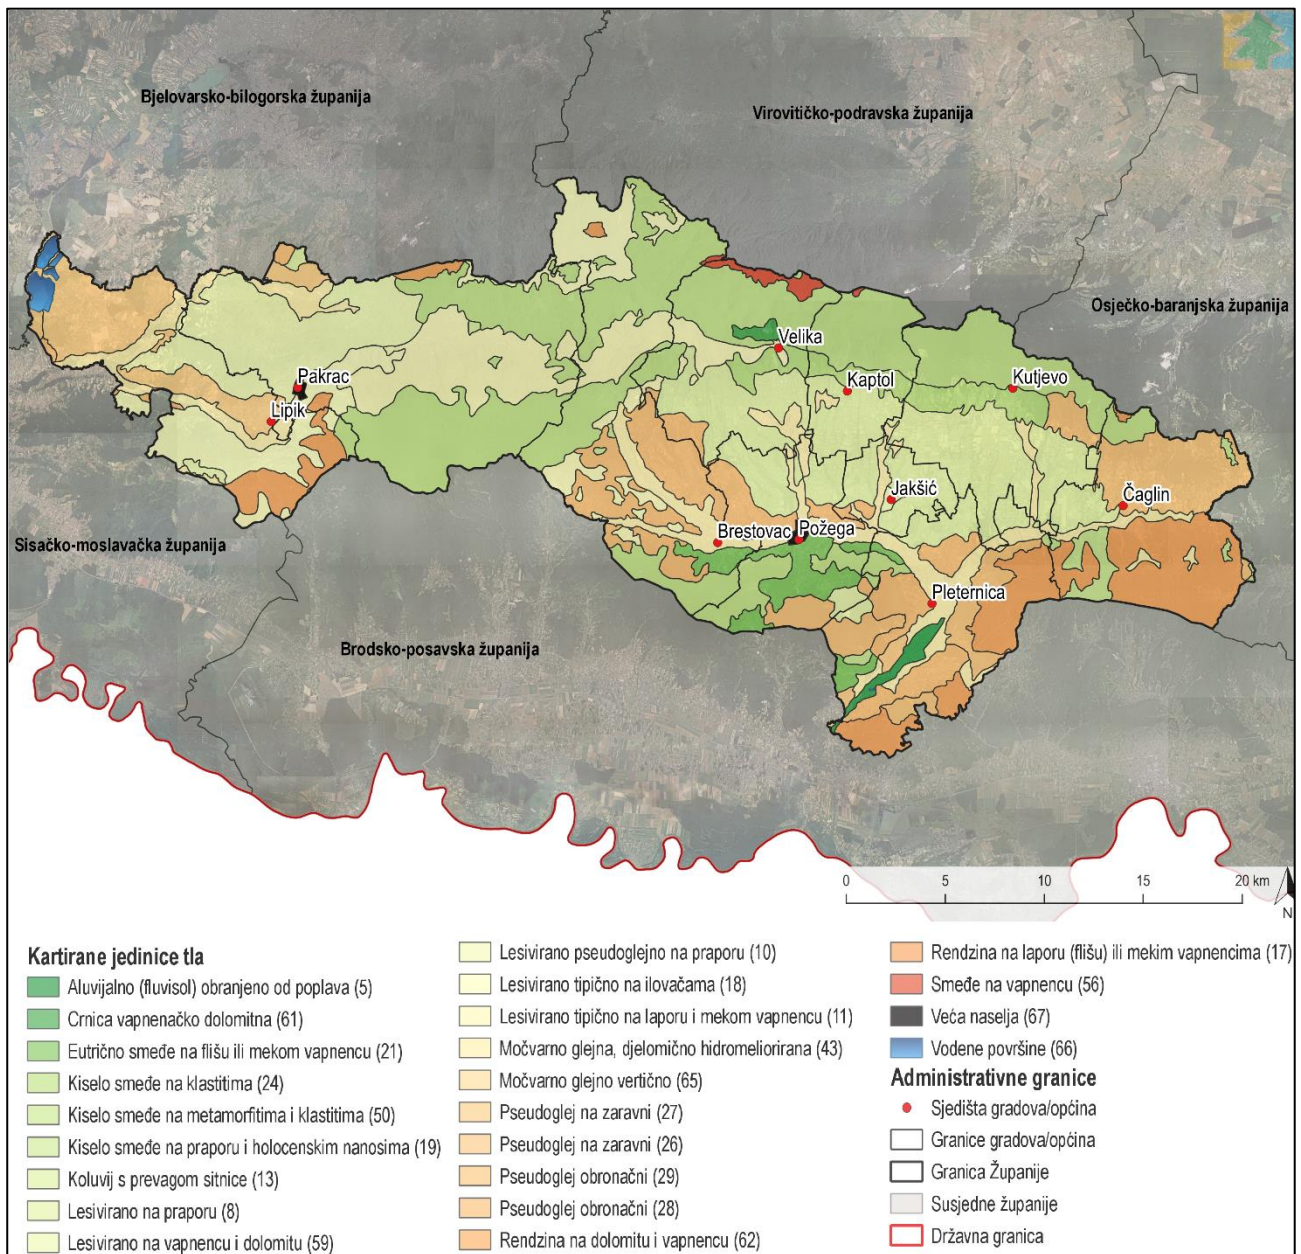 Bjelovarsko-bilogorska županija
Virovitičko-podravska županija
Osječko-baranjska županija
Velika
Pakrac
Kaptol
Kutjevo
Lipik
Jakšić
Čaglin
Brestovac
Požega
Sisačko-moslavačka županija
Pleternica
Brodsko-posavska županija
0 5 10 15 20 km
N
Kartirane jedinice tla
Aluvijalno (fluvisol) obranjeno od poplava (5)
Crnica vapnenačko dolomitna (61)
Eutrično smeđe na flišu ili mekom vapnencu (21)
Kiselo smeđe na klastitima (24)
Kiselo smeđe na metamorfitima i klastitima (50)
Kiselo smeđe na praporu i holocenskim nanosima (19)
Koluvij s prevagom sitnice (13)
Lesivirano na praporu (8)
Lesivirano na vapnencu i dolomitu (59)
Lesivirano pseudoglejno na praporu (10)
Lesivirano tipično na ilovačama (18)
Lesivirano tipično na laporu i mekom vapnencu (11)
Močvarno glejna, djelomično hidromeliorirana (43)
Močvarno glejno vertično (65)
Pseudoglej na zaravni (27)
Pseudoglej na zaravni (26)
Pseudoglej obronačni (29)
Pseudoglej obronačni (28)
Rendzina na dolomitu i vapnencu (62)
Rendzina na laporu (flišu) ili mekim vapnencima (17)
Smeđe na vapnencu (56)
Veća naselja (67)
Vodene površine (66)
Administrativne granice
Sjedišta gradova/općina
Granice gradova/općina
Granica Županije
Susjedne županije
Državna granica